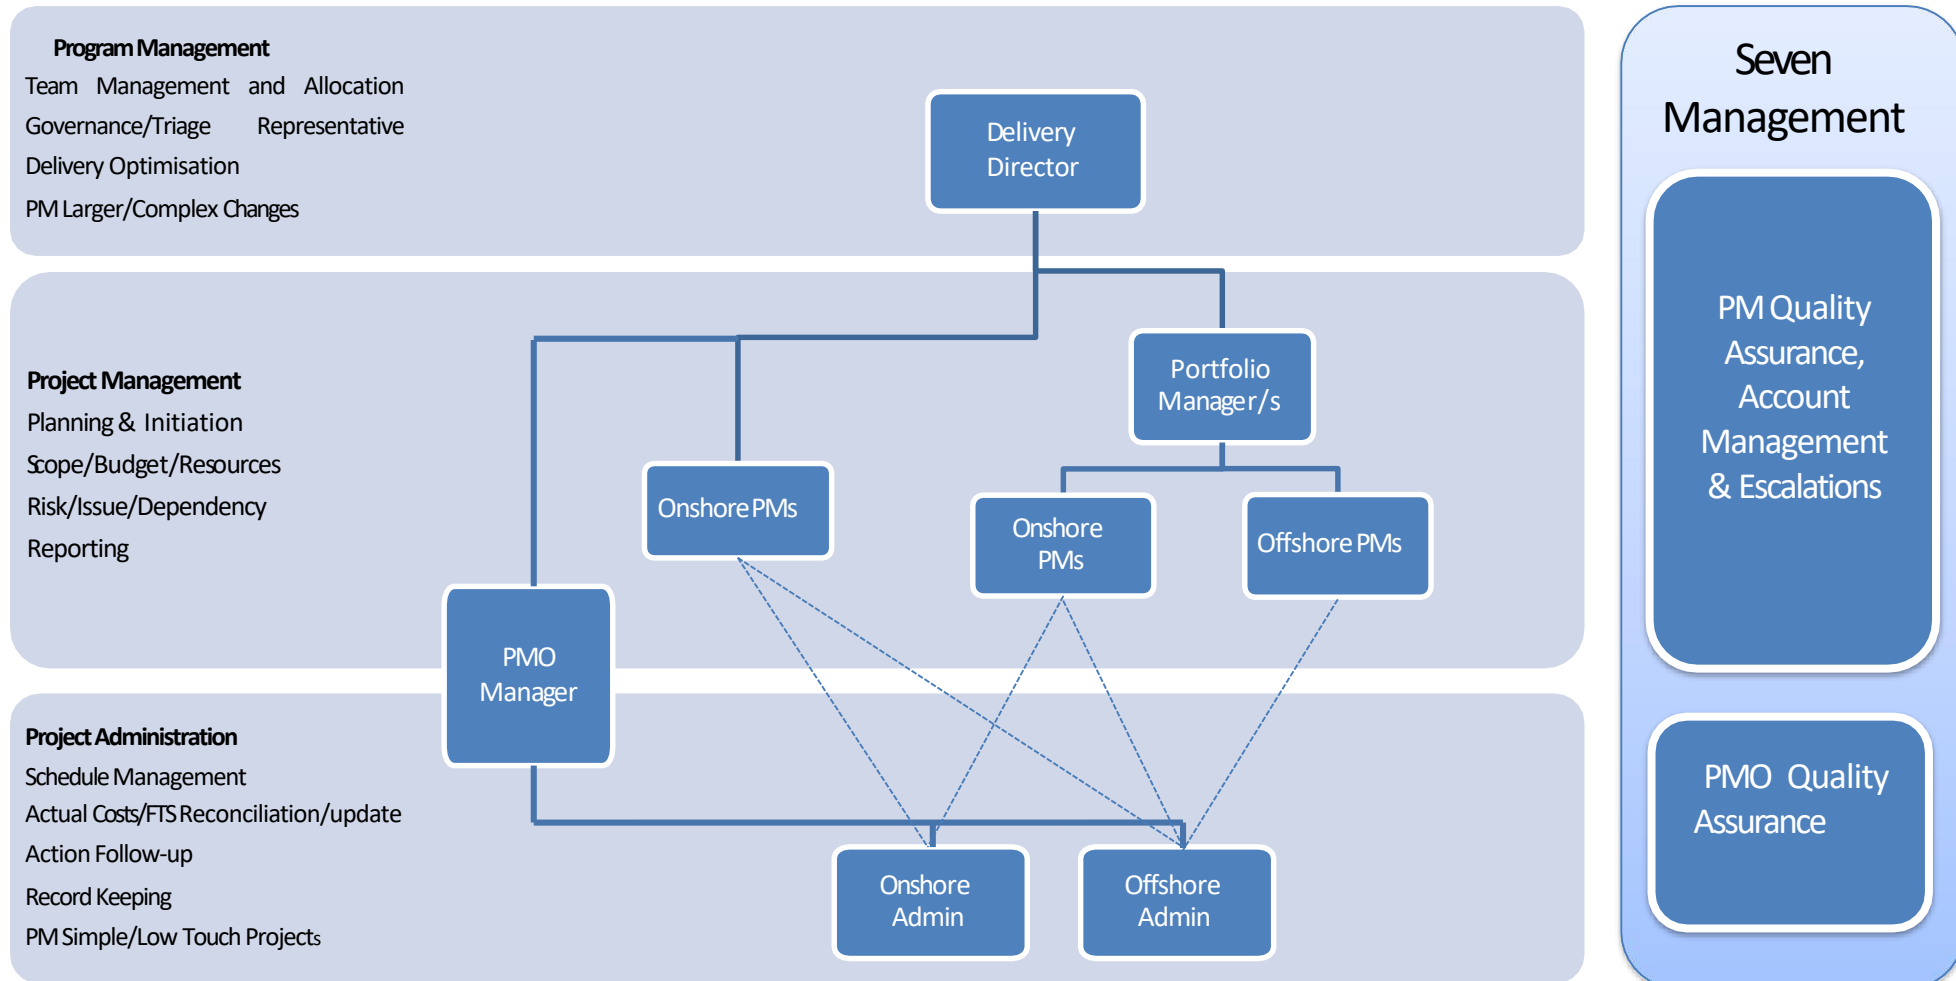 Program Management
Team Management and Allocation
Governance/Triage Representative
Delivery Optimisation
PM Larger/Complex Changes
Delivery
Director
Project Management
Planning & Initiation
Scope/Budget/Resources
Risk/Issue/Dependency
Reporting
Portfolio
Manager/s
Onshore PMs
Onshore
PMs
Offshore PMs
PMO
Manager
Project Administration
Schedule Management
Actual Costs/FTS Reconciliation/update
Action Follow-up
Record Keeping
PM Simple/Low Touch Projects
Onshore
Admin
Offshore
Admin
Seven
Management
PM Quality
Assurance,
Account
Management
& Escalations
PMO Quality
Assurance